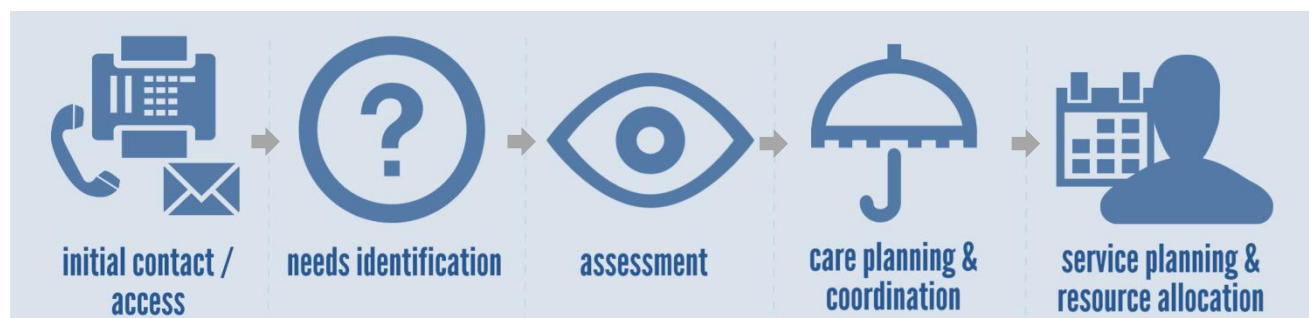 initial contact /
access
needs identification
assessment
care planning &
coordination
service planning &
resource allocation